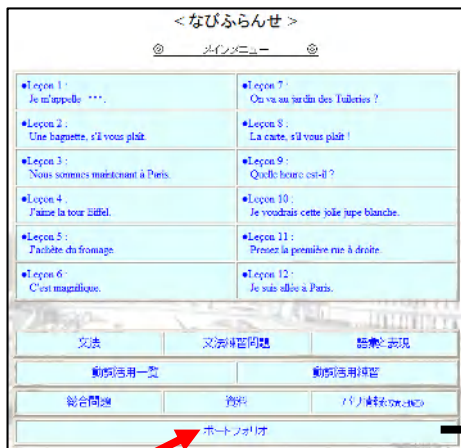 ＜なびふらんせ＞
◎ メインメニュー ◎
●Leçon 1 :
Je m'appelle ***.
●Leçon 7 :
On va au jardin des Tuileries ?
●Leçon 2 :
Une baguette, s'il vous plaît.
●Leçon 8 :
La carte, s'il vous plaît !
●Leçon 3 :
Nous sommes maintenant à Paris.
●Leçon 9 :
Quelle heure est-il ?
●Leçon 4 :
J'aime la tour Eiffel.
●Leçon 10 :
Je voudrais cette jolie jupe blanche.
●Leçon 5 :
J'achète du fromage.
●Leçon 11 :
Prenez la première rue à droite.
●Leçon 6 :
C'est magnifique.
●Leçon 12 :
Je suis allée à Paris.
文法 文法練習問題 語彙と表現
動詞活用一覧 動詞活用練習
総合問題 資料 パリ情報
ポートフォリオ